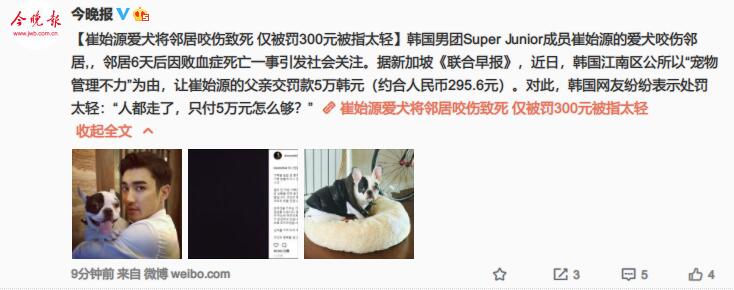 今晚报
今晚报
www.jwb.com.cn
【崔始源爱犬将邻居咬伤致死 仅被罚300元被指太轻】韩国男团Super Junior成员崔始源的爱犬咬伤邻
居,，邻居6天后因败血症死亡一事引发社会关注。据新加坡《联合早报》，近日，韩国江南区公所以“宠物
管理不力”为由，让崔始源的父亲交罚款5万韩元（约合人民币295.6元）。对此，韩国网友纷纷表示处罚
太轻：“人都走了，只付5万元怎么够？” 崔始源爱犬将邻居咬伤致死 仅被罚300元被指太轻
收起全文
9分钟前 来自 微博 weibo.com
3
5
4